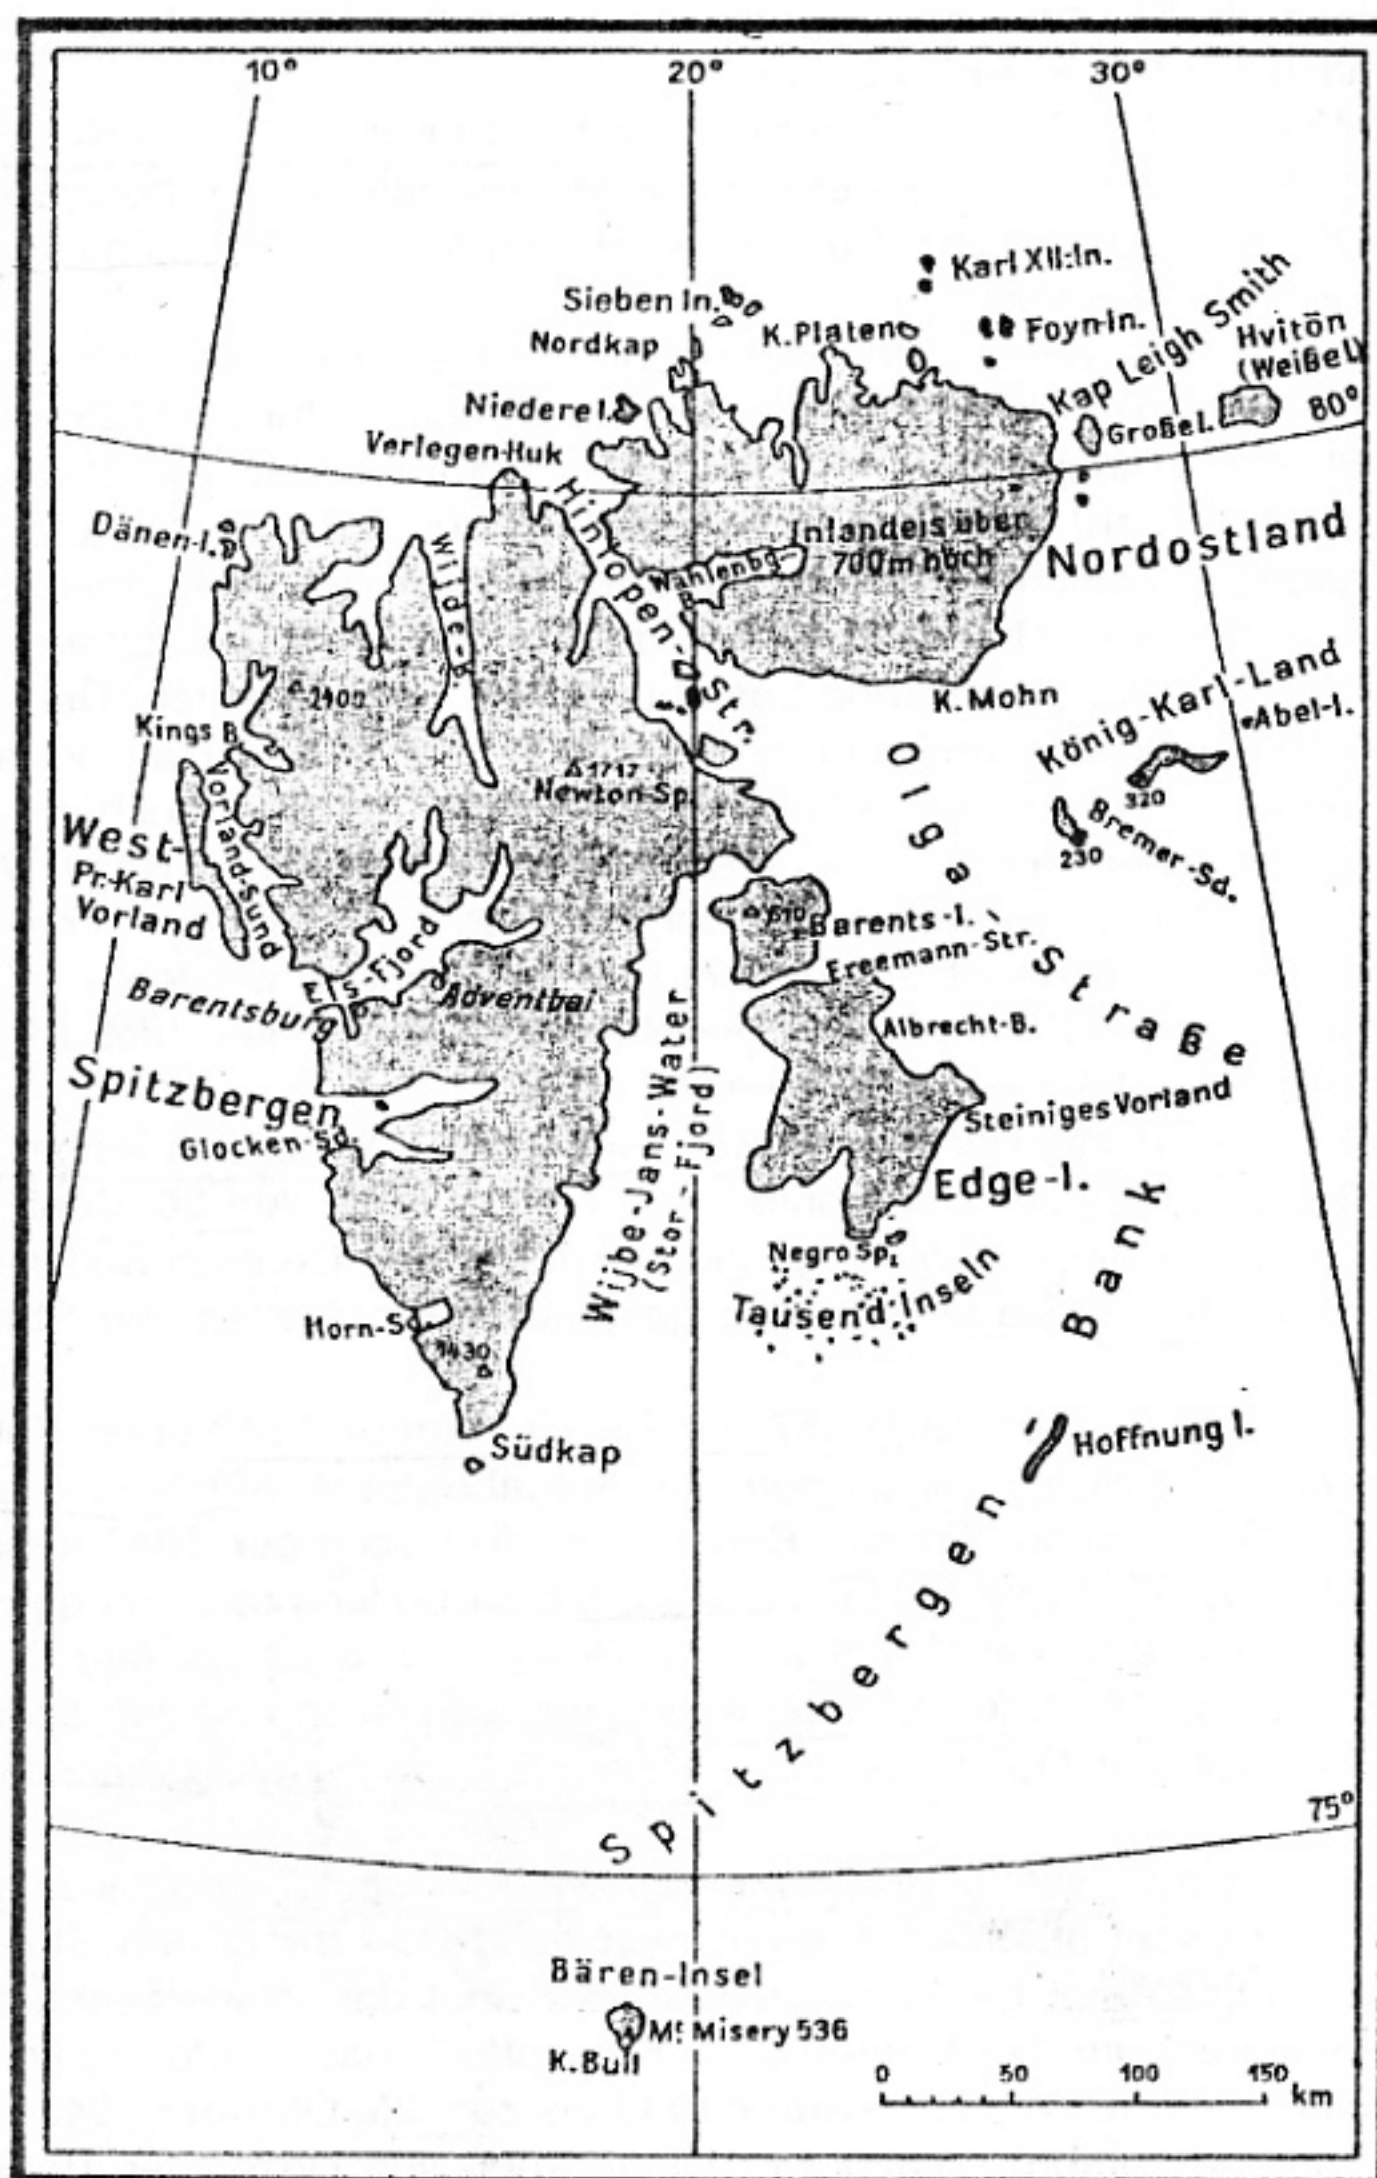 10°
20°
30°
Karl XII:In.
Sieben In.
K.Platen
Foyn-In.
Nordkap
Kap Leigh Smith
Hvitön
(Weiße I.)
Niedere I.
Große I.
80°
Verlegen-Huk
Dänen-I.
Wijde-B.
Hinlopen-Str.
Inlandeis über
700m hoch
Wahlenbg.-
Nordostland
1400
K.Mohn
König-Karl-Land
Abel-I.
Kings B.
1717
Newton-Sp.
320
230
Bremer-Sd.
West-
Spitzbergen
Pr.-Karl
Vorland
Vorland-Sund
Olga Straße
610
Barents-I.
Freemann-Str.
-Fjord
Adventbai
Barentsburg
Albrecht-B.
Steiniges Vorland
Glocken-Sd.
Wijbe-Jans-Water
(Stor-Fjord)
Edge-I.
Negro Sp.
Tausend-Inseln
Horn-Sd.
1430
Südkap
Hoffnung I.
Spitzbergen Bank
75°
Bären-Insel
Mt Misery 536
K.Bull
0 50 100 150
km